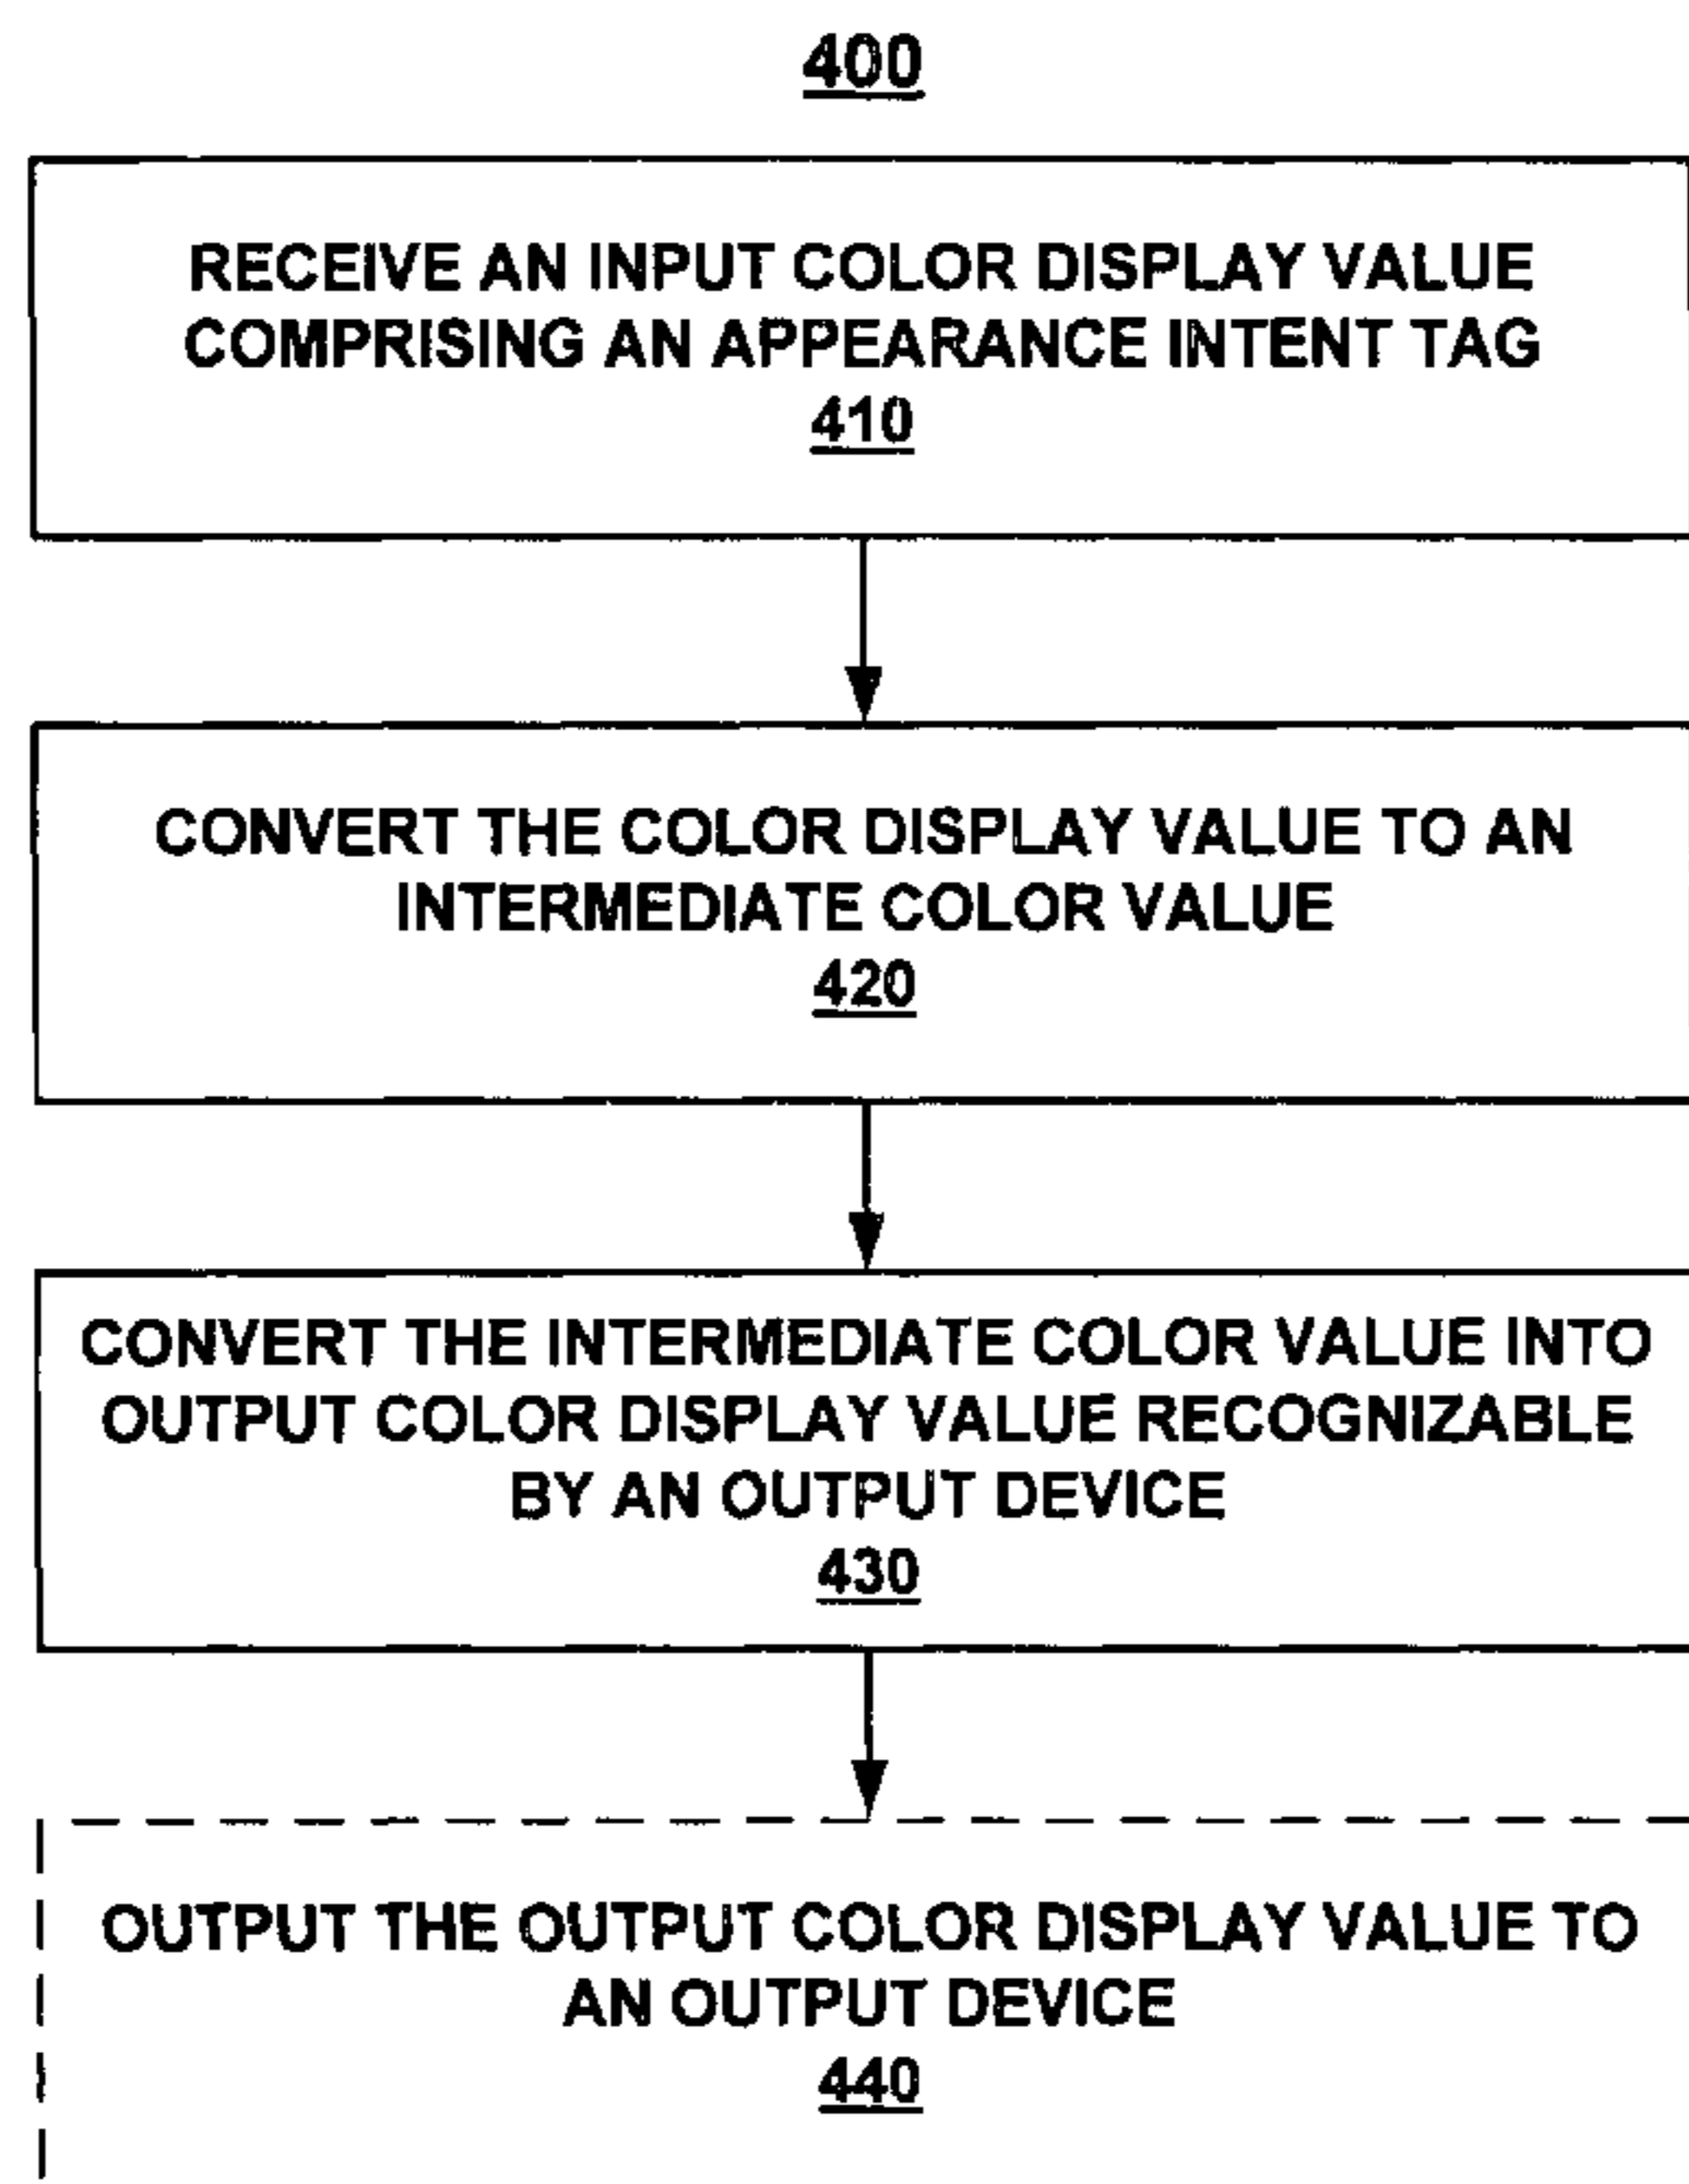 400
RECEIVE AN INPUT COLOR DISPLAY VALUE
COMPRISING AN APPEARANCE INTENT TAG
410
CONVERT THE COLOR DISPLAY VALUE TO AN
INTERMEDIATE COLOR VALUE
420
CONVERT THE INTERMEDIATE COLOR VALUE INTO
OUTPUT COLOR DISPLAY VALUE RECOGNIZABLE
BY AN OUTPUT DEVICE
430
OUTPUT THE OUTPUT COLOR DISPLAY VALUE TO
AN OUTPUT DEVICE
440